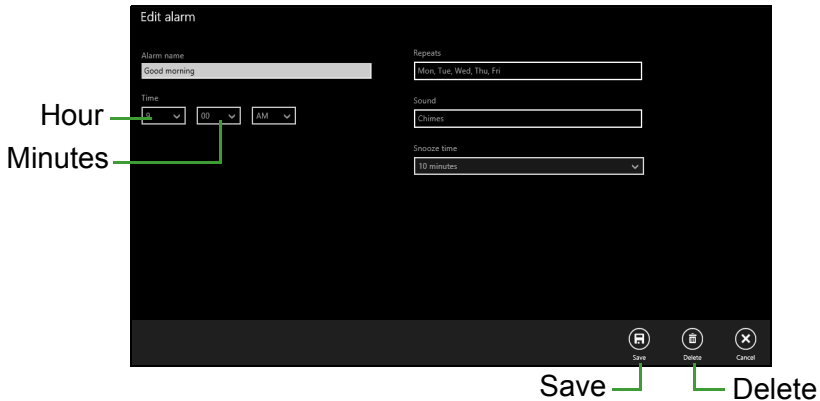 Edit alarm
Alarm name
Good morning
Time
9 00 AM
Hour
Minutes
Repeats
Mon, Tue, Wed, Thu, Fri
Sound
Chimes
Snooze time
10 minutes
Save Delete Cancel
Save Delete